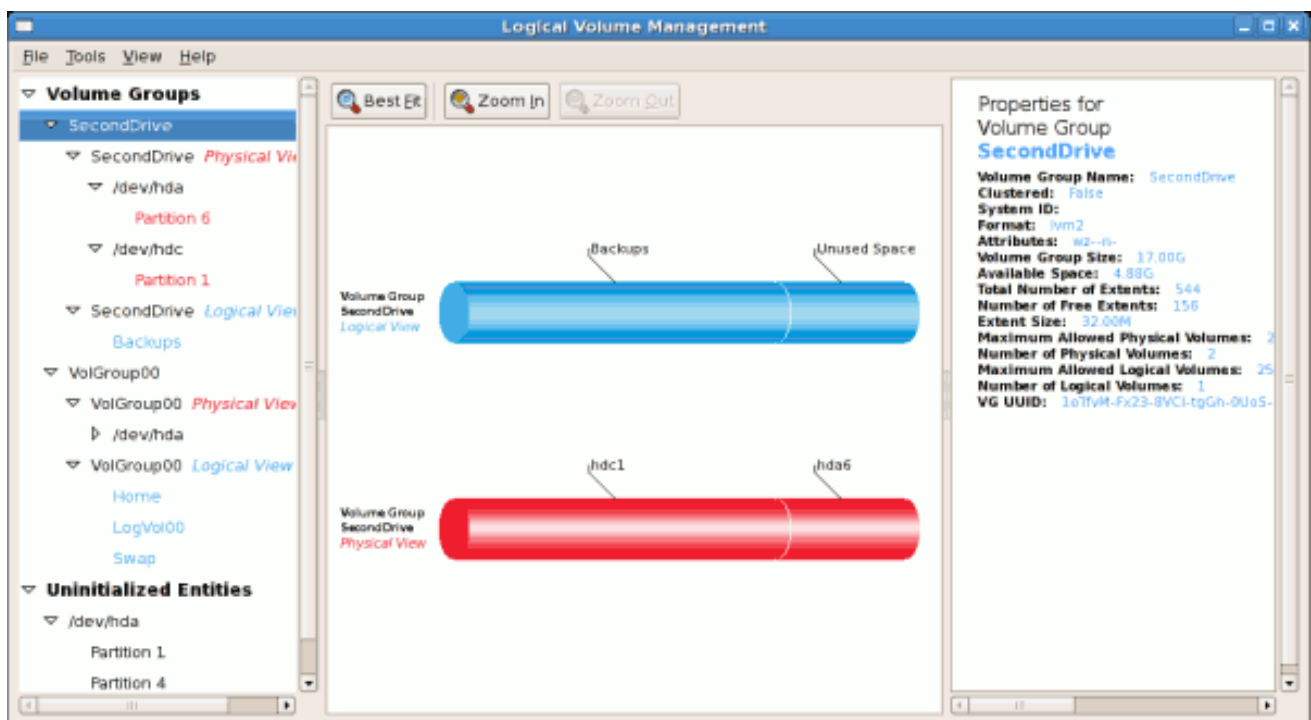 Logical Volume Management
File Tools View Help
Volume Groups
SecondDrive
SecondDrive Physical Vie
/dev/hda
Partition 6
/dev/hdc
Partition 1
SecondDrive Logical View
Backups
VolGroup00
VolGroup00 Physical View
/dev/hda
VolGroup00 Logical View
Home
LogVol00
Swap
Uninitialized Entities
/dev/hda
Partition 1
Partition 4
Best Fit Zoom In Zoom Out
Backups Unused Space
Volume Group
SecondDrive
Logical View
hdc1 hda6
Volume Group
SecondDrive
Physical View
Properties for
Volume Group
SecondDrive
Volume Group Name: SecondDrive
Clustered: False
System ID:
Format: lvm2
Attributes: wz--n-
Volume Group Size: 17.00G
Available Space: 4.88G
Total Number of Extents: 544
Number of Free Extents: 156
Extent Size: 32.00M
Maximum Allowed Physical Volumes: 2
Number of Physical Volumes: 2
Maximum Allowed Logical Volumes: 25
Number of Logical Volumes: 1
VG UUID: